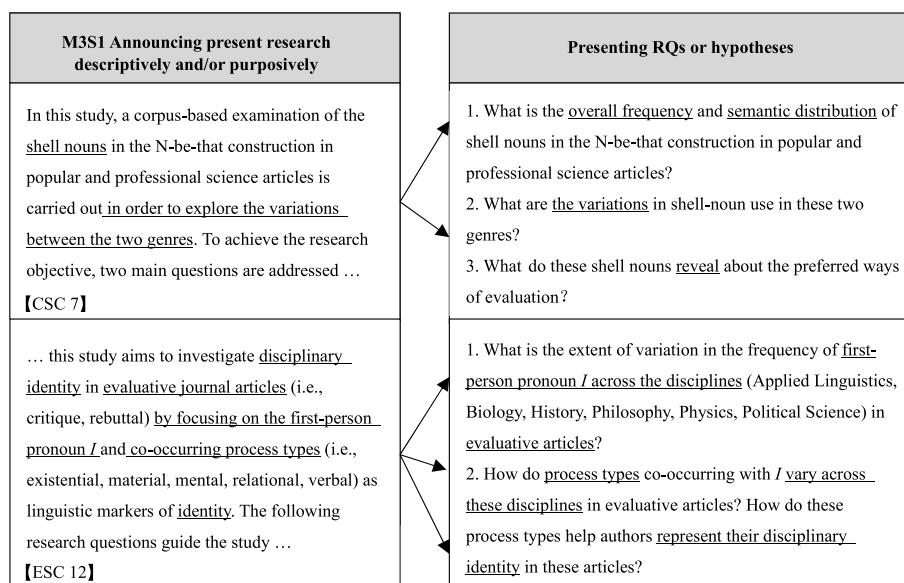 M3S1 Announcing present research
descriptively and/or purposively
Presenting RQs or hypotheses
In this study, a corpus-based examination of the
shell nouns in the N-be-that construction in
popular and professional science articles is
carried out in order to explore the variations
between the two genres. To achieve the research
objective, two main questions are addressed …
【CSC 7】
1. What is the overall frequency and semantic distribution of
shell nouns in the N-be-that construction in popular and
professional science articles?
2. What are the variations in shell-noun use in these two
genres?
3. What do these shell nouns reveal about the preferred ways
of evaluation?
… this study aims to investigate disciplinary
identity in evaluative journal articles (i.e.,
critique, rebuttal) by focusing on the first-person
pronoun I and co-occurring process types (i.e.,
existential, material, mental, relational, verbal) as
linguistic markers of identity. The following
research questions guide the study …
【ESC 12】
1. What is the extent of variation in the frequency of first-
person pronoun I across the disciplines (Applied Linguistics,
Biology, History, Philosophy, Physics, Political Science) in
evaluative articles?
2. How do process types co-occurring with I vary across
these disciplines in evaluative articles? How do these
process types help authors represent their disciplinary
identity in these articles?